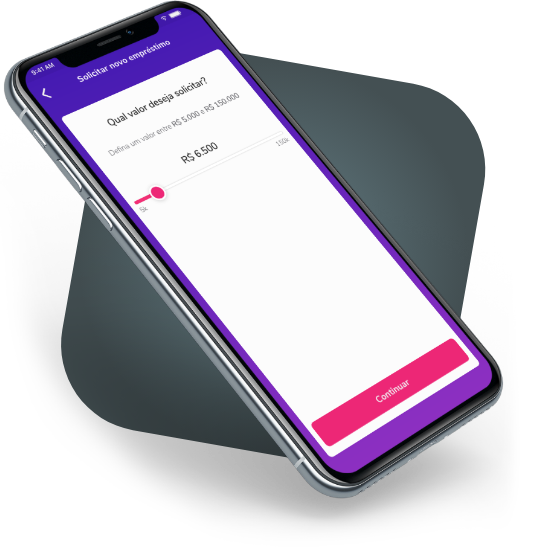 9:41 AM
Solicitar novo empréstimo
Qual valor deseja solicitar?
Defina um valor entre R$ 5.000 e R$ 150.000
R$ 6.500
5k
150k
Continuar